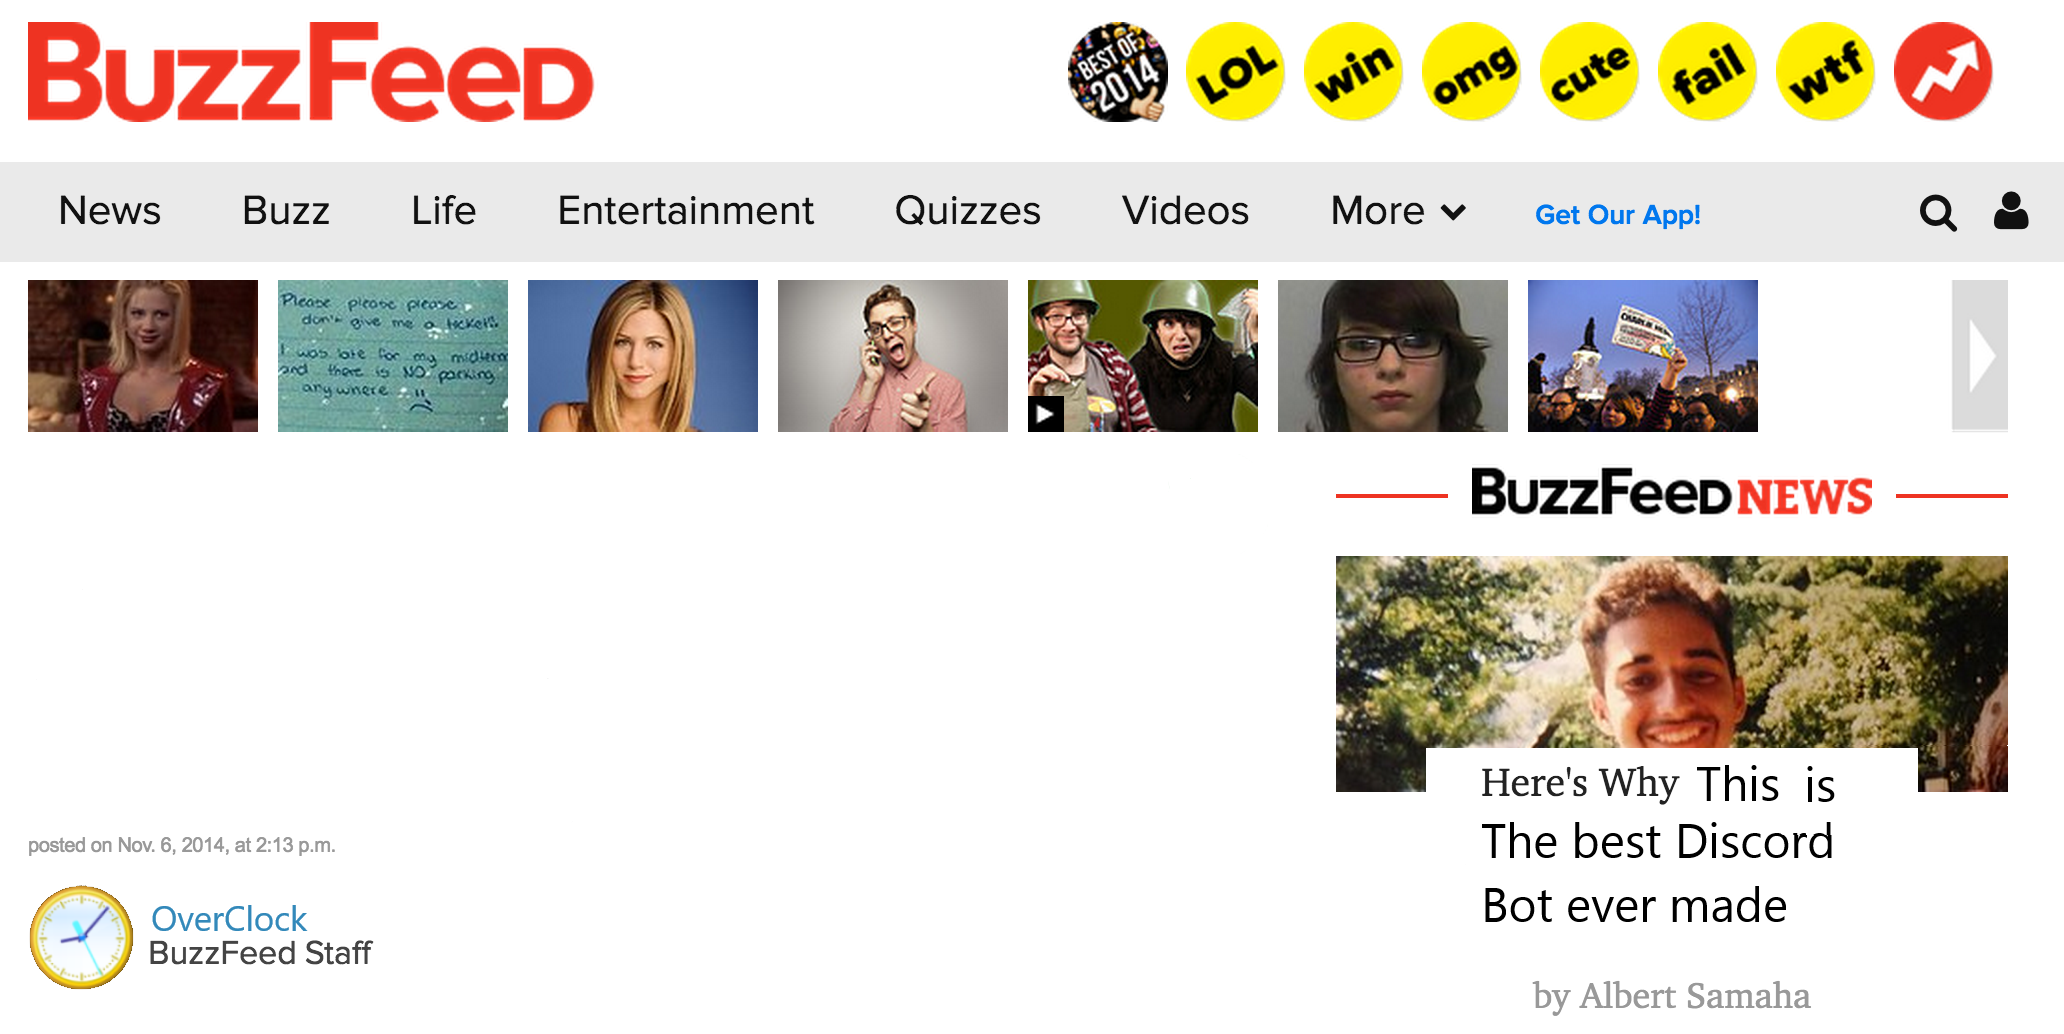 BuzzFeed
BEST OF
2014
LOL
win
omg
cute
fail
wtf
News Buzz Life Entertainment Quizzes Videos More Get Our App!
Please please please
don't give me a ticket!!
I was late for my midterm
and there is NO parking
anywhere
CHARLIE HEBDO
BuzzFeed NEWS
Here's Why This is
The best Discord
Bot ever made
by Albert Samaha
posted on Nov. 6, 2014, at 2:13 p.m.
OverClock
BuzzFeed Staff